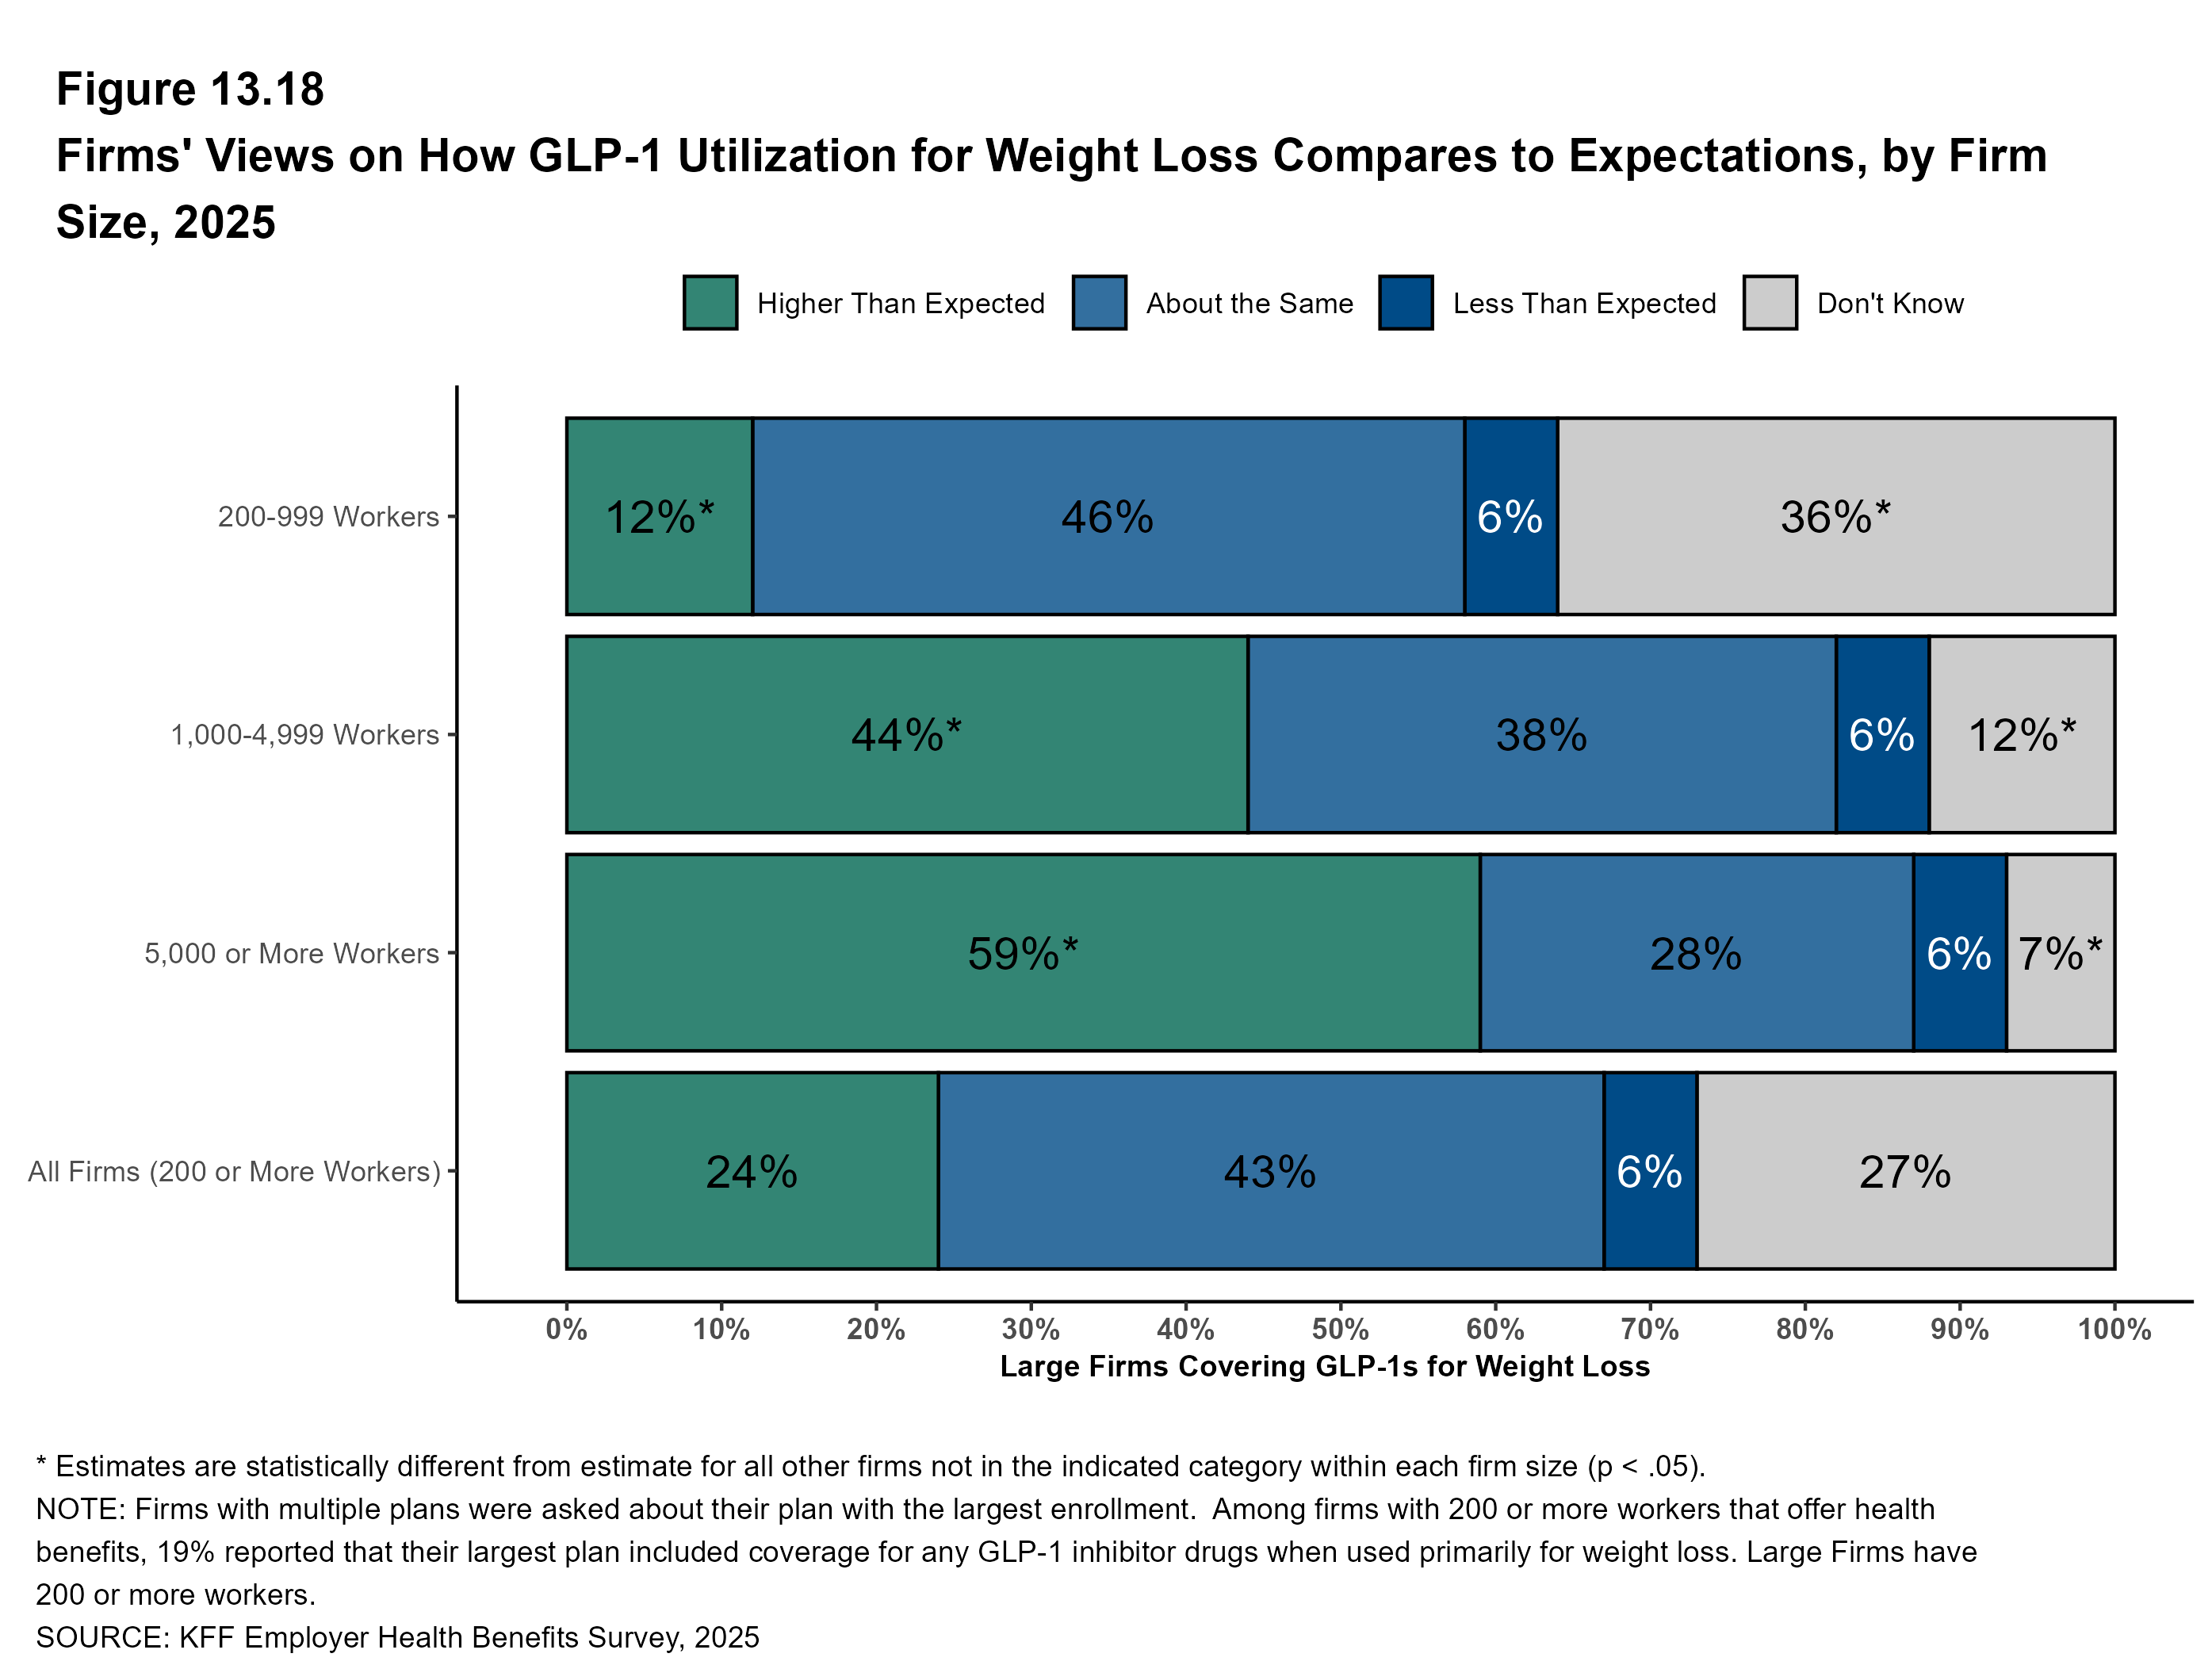 Figure 13.18
Firms' Views on How GLP-1 Utilization for Weight Loss Compares to Expectations, by Firm
Size, 2025
Higher Than Expected About the Same Less Than Expected Don't Know
200-999 Workers 12%* 46% 6% 36%*
1,000-4,999 Workers 44%* 38% 6% 12%*
5,000 or More Workers 59%* 28% 6% 7%*
All Firms (200 or More Workers) 24% 43% 6% 27%
0% 10% 20% 30% 40% 50% 60% 70% 80% 90% 100%
Large Firms Covering GLP-1s for Weight Loss
* Estimates are statistically different from estimate for all other firms not in the indicated category within each firm size (p < .05).
NOTE: Firms with multiple plans were asked about their plan with the largest enrollment.  Among firms with 200 or more workers that offer health
benefits, 19% reported that their largest plan included coverage for any GLP-1 inhibitor drugs when used primarily for weight loss. Large Firms have
200 or more workers.
SOURCE: KFF Employer Health Benefits Survey, 2025